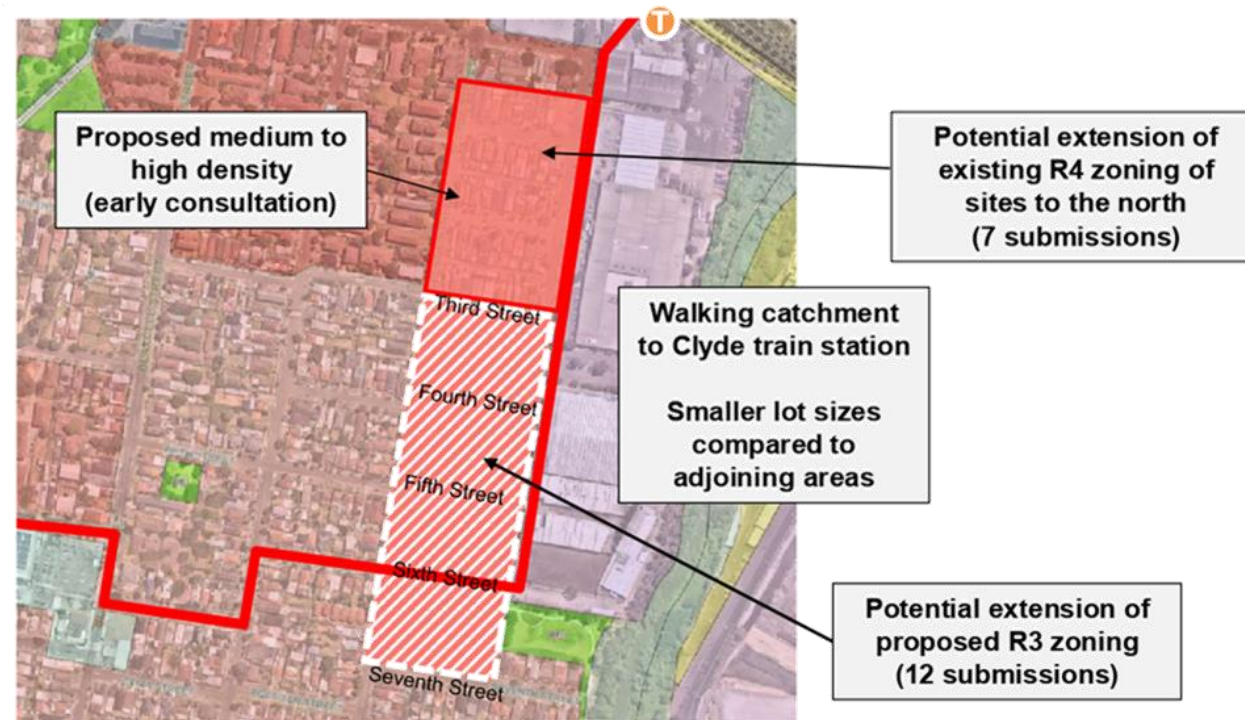 T
Proposed medium to
high density
(early consultation)
Potential extension of
existing R4 zoning of
sites to the north
(7 submissions)
Third Street
Walking catchment
to Clyde train station
Smaller lot sizes
compared to
adjoining areas
Fourth Street
Fifth Street
Sixth Street
Potential extension of
proposed R3 zoning
(12 submissions)
Seventh Street